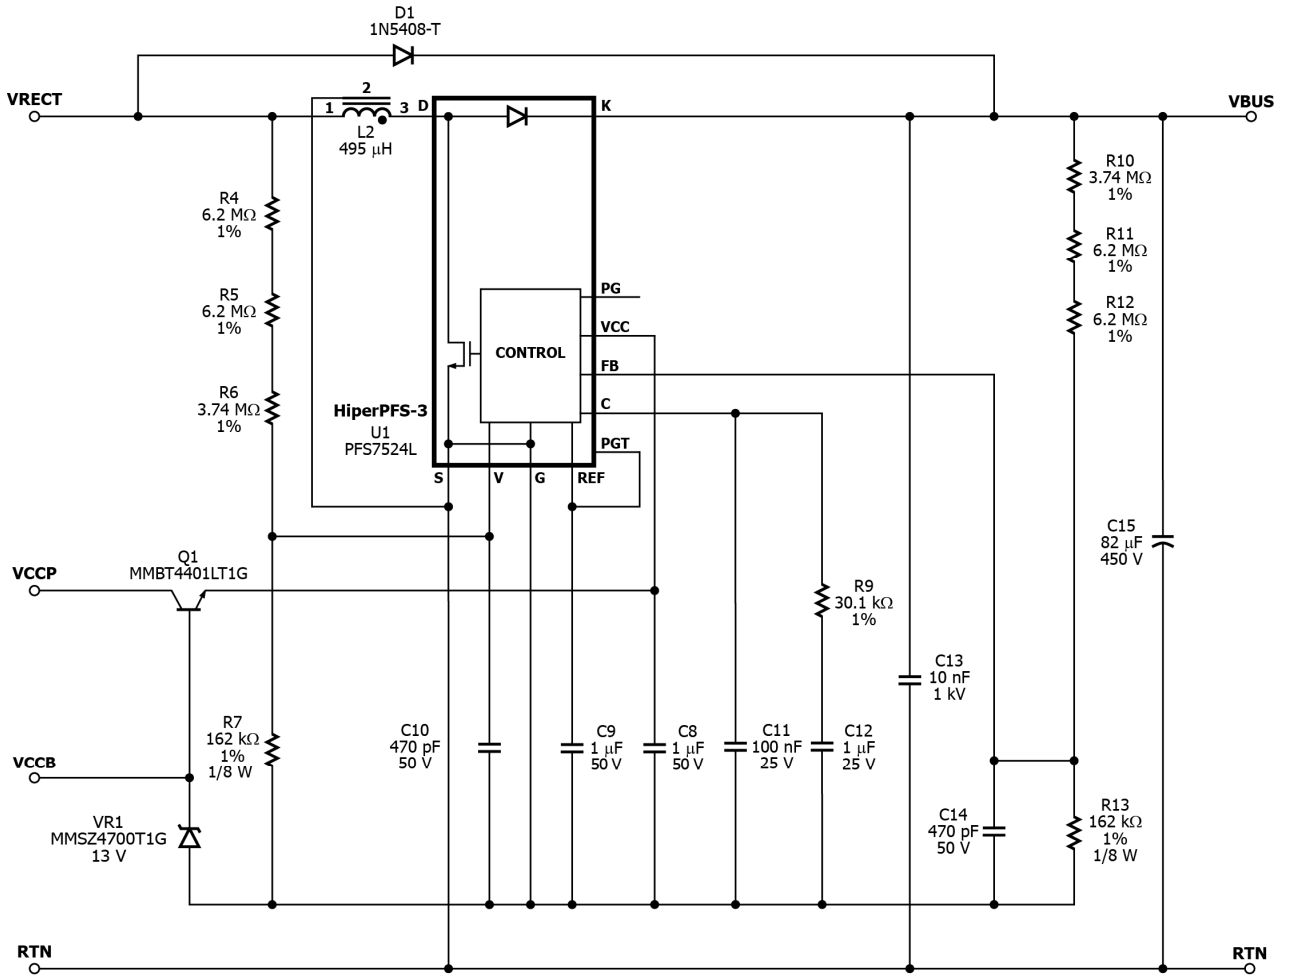 D1
1N5408-T
VRECT
1
2
3
D
K
VBUS
L2
495 μH
R4
6.2 MΩ
1%
R5
6.2 MΩ
1%
R6
3.74 MΩ
1%
HiperPFS-3
U1
PFS7524L
CONTROL
PG
VCC
FB
C
PGT
S
V
G
REF
R10
3.74 MΩ
1%
R11
6.2 MΩ
1%
R12
6.2 MΩ
1%
C15
82 μF
450 V
Q1
MMBT4401LT1G
VCCP
R9
30.1 kΩ
1%
C13
10 nF
1 kV
R7
162 kΩ
1%
1/8 W
C10
470 pF
50 V
C9
1 μF
50 V
C8
1 μF
50 V
C11
100 nF
25 V
C12
1 μF
25 V
VCCB
VR1
MMSZ4700T1G
13 V
C14
470 pF
50 V
R13
162 kΩ
1%
1/8 W
RTN
RTN